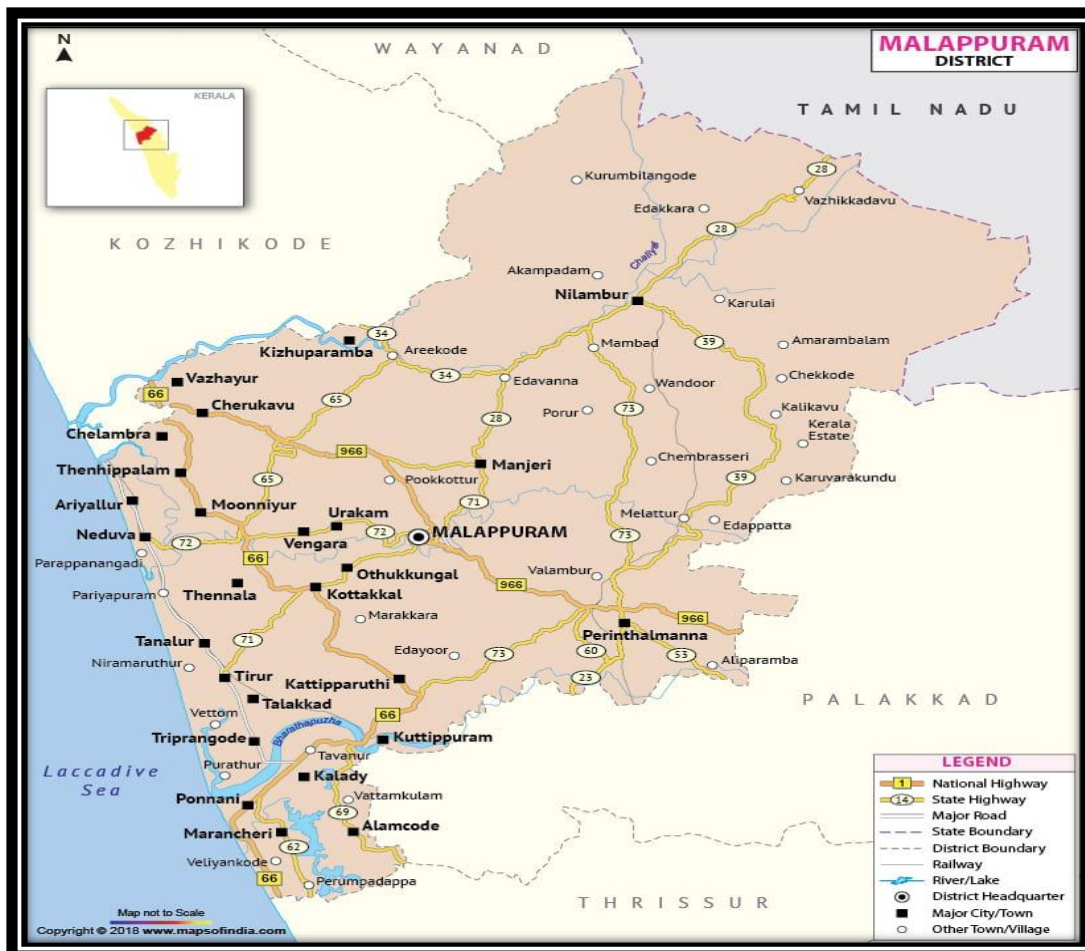 N
WAYANAD
MALAPPURAM
DISTRICT
KERALA
TAMIL NADU
28
Kurumbilangode
Vazhikkadavu
Edakkara
28
KOZHIKODE
Chaliyar
Akampadam
Nilambur
Karulai
34
Kizhuparamba
Areekode
Mambad
39
Amarambalam
34
Edavanna
Vazhayur
66
65
Wandoor
Chekkode
Cherukavu
28
Porur
73
Kalikavu
Kerala
Estate
Chelambra
966
Manjeri
Chembrasseri
Thenhippalam
65
Pookkottur
39
Karuvarakundu
Ariyallur
Moonniyur
Urakam
71
Melattur
Edappatta
Neduva
72
Vengara
72
MALAPPURAM
73
Parappanangadi
66
Othukkungal
Valambur
Pariyapuram
Thennala
Kottakkal
966
Marakkara
966
Perinthalmanna
Tanalur
71
Edayoor
73
60
53
Aliparamba
Niramaruthur
Tirur
Kattipparuthi
23
Talakkad
PALAKKAD
Vettom
66
Triprangode
Bharathapuzha
Kuttippuram
Tavanur
Laccadive
Sea
Purathur
Kalady
Ponnani
Vattamkulam
69
Marancheri
Alamcode
62
Veliyankode
66
Perumpadappa
THRISSUR
LEGEND
1 National Highway
14 State Highway
Major Road
State Boundary
District Boundary
Railway
River/Lake
District Headquarter
Major City/Town
Other Town/Village
Map not to Scale
Copyright © 2018 www.mapsofindia.com